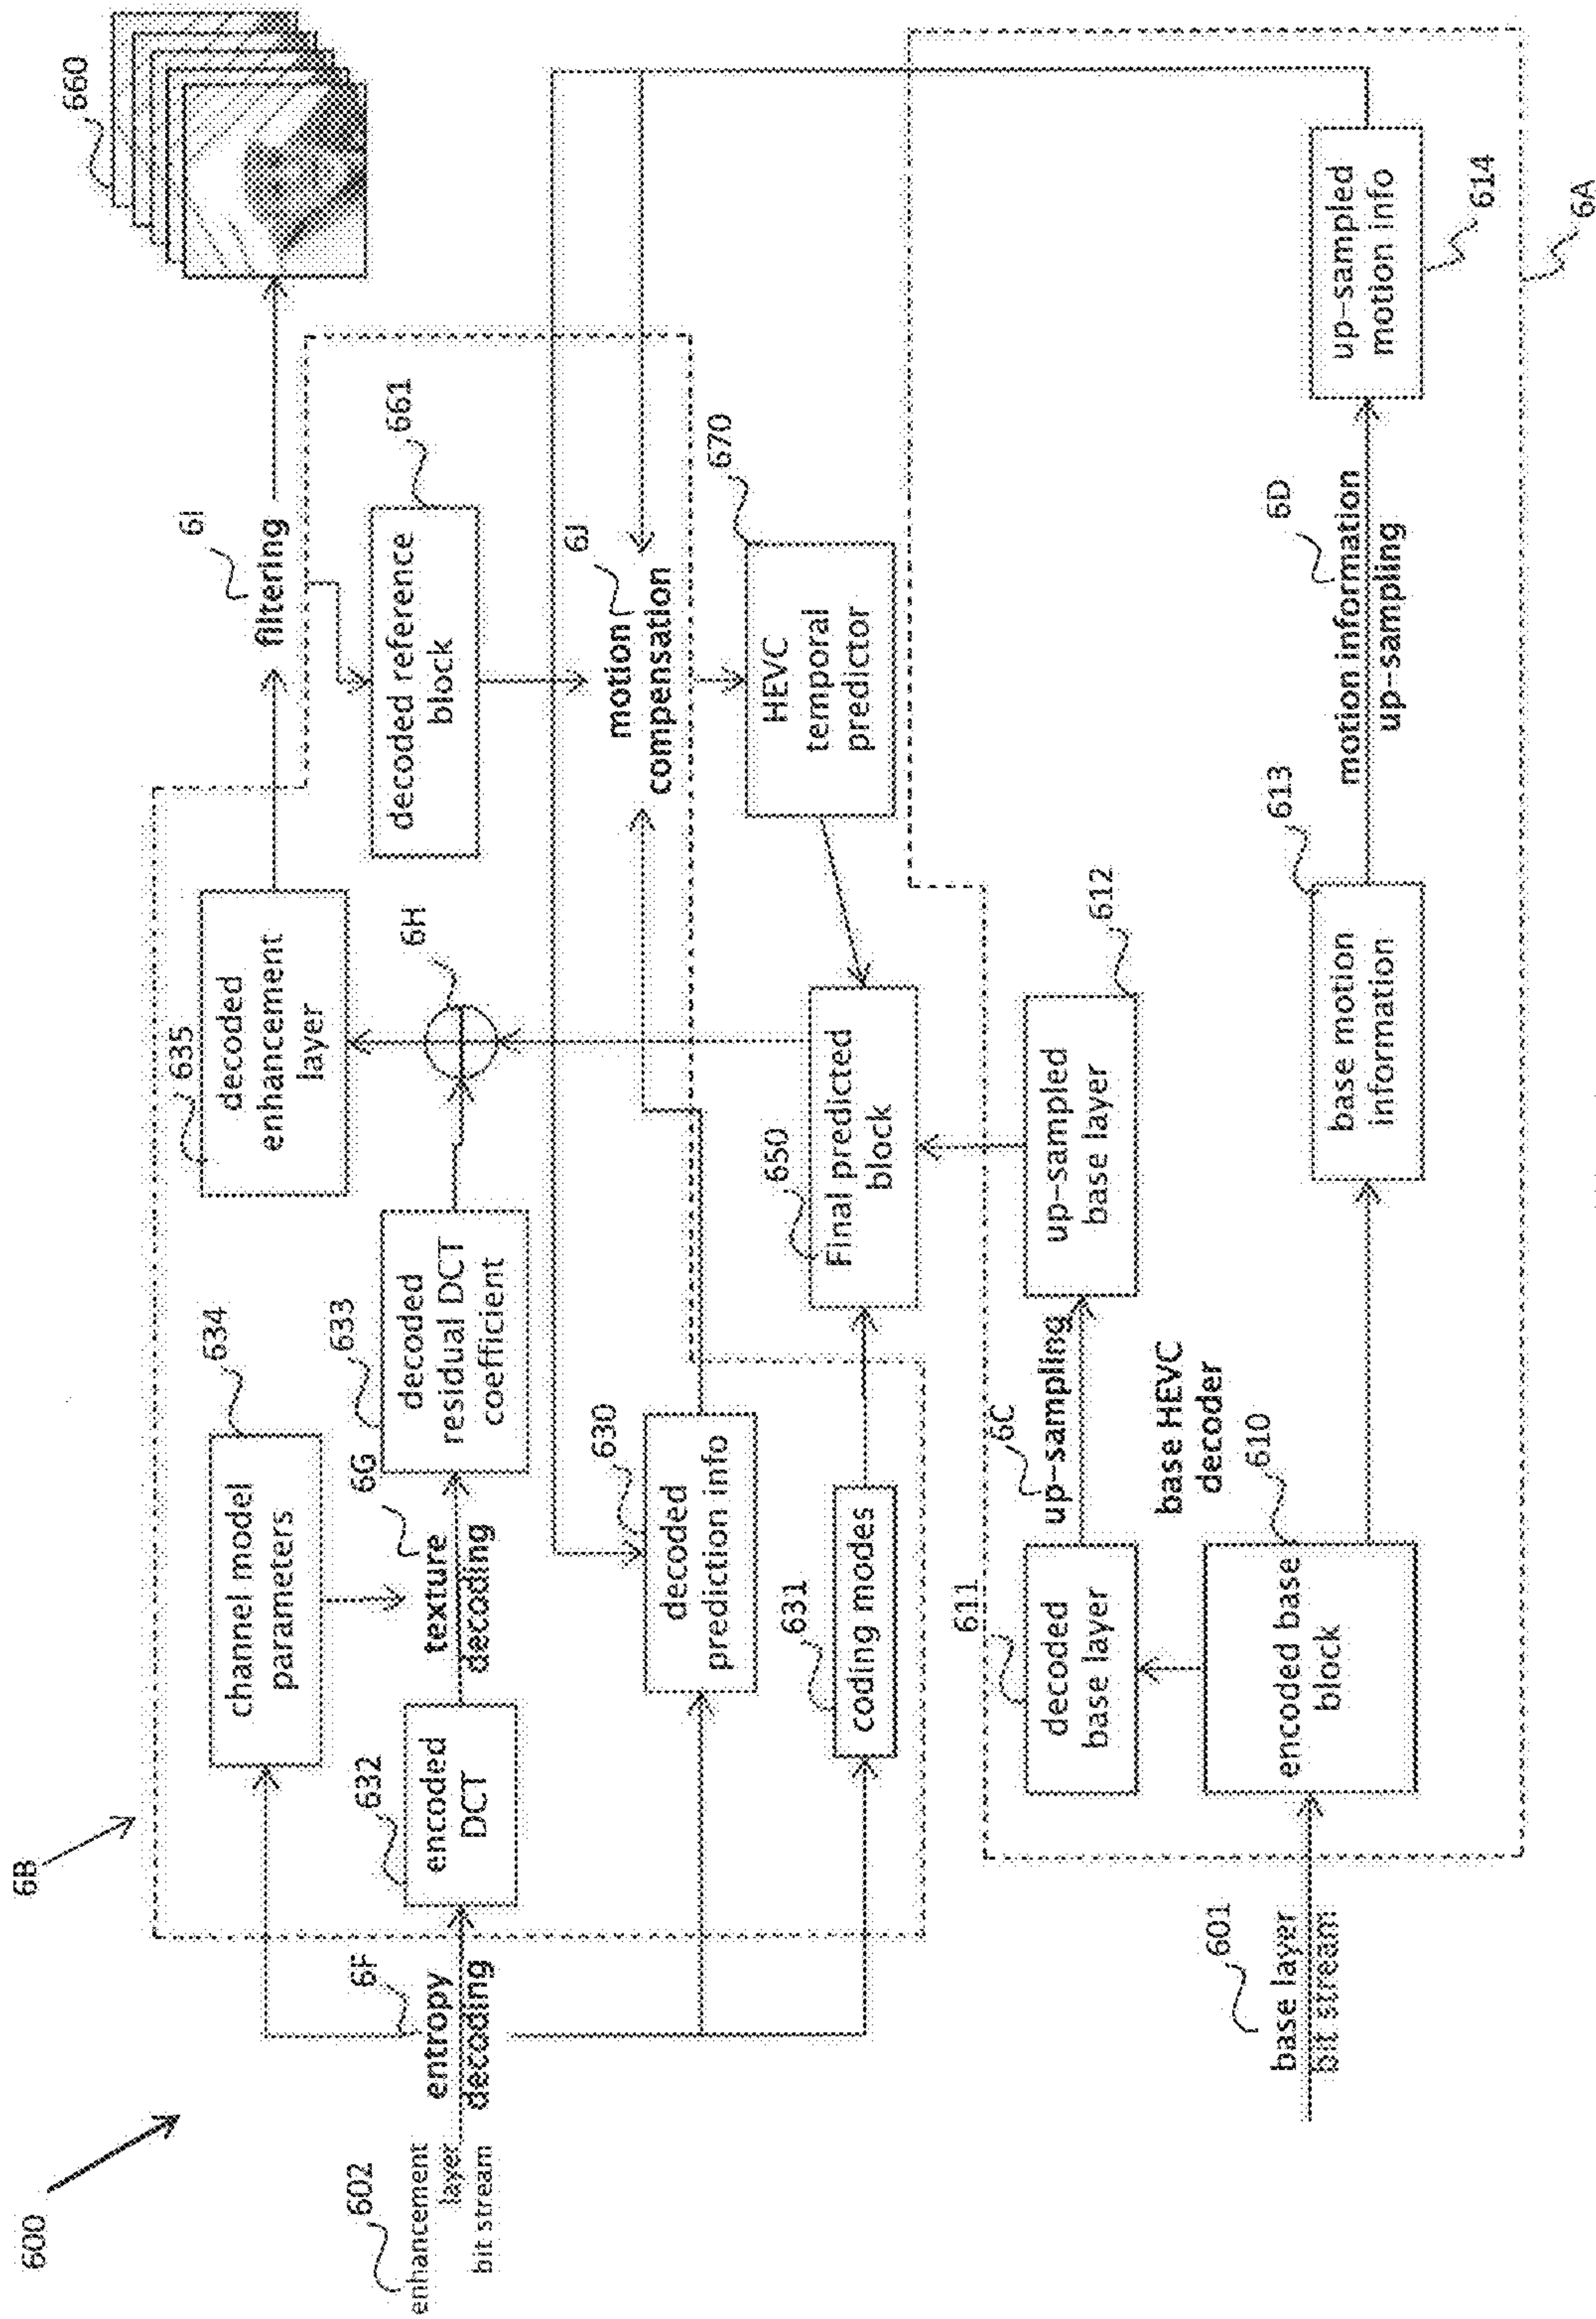 600
6B
660
602
enhancement
layer
bit stream
6F
entropy
decoding
634
channel model
parameters
632
encoded
DCT
6G
texture
decoding
633
decoded
residual DCT
coefficient
635
decoded
enhancement
layer
6H
6I
filtering
661
decoded reference
block
6J
motion
compensation
630
decoded
prediction info
631
coding modes
650
Final predicted
block
670
HEVC
temporal
predictor
611
decoded
base layer
6C
up-sampling
612
up-sampled
base layer
base HEVC
decoder
601
base layer
bit stream
610
encoded base
block
613
base motion
information
6D
motion information
up-sampling
614
up-sampled
motion info
6A